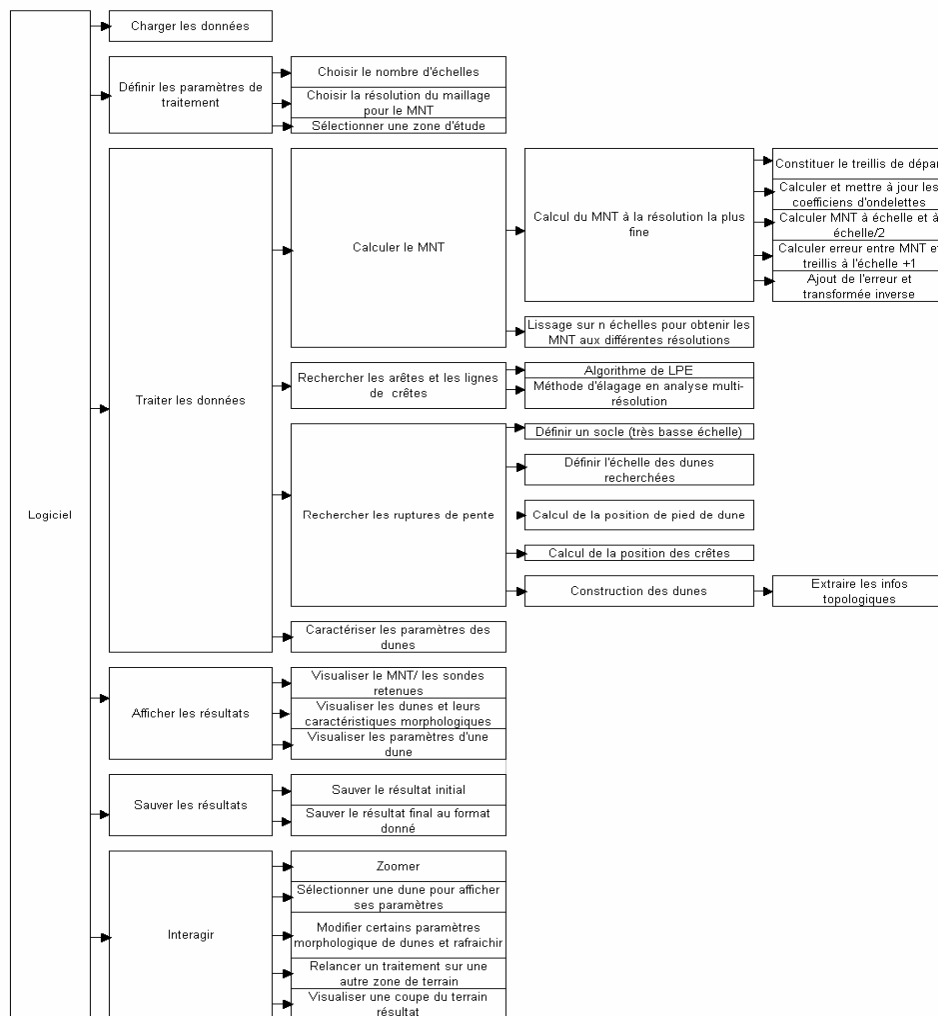 Logiciel
Charger les données
Définir les paramètres de
traitement
Choisir le nombre d'échelles
Choisir la résolution du maillage
pour le MNT
Sélectionner une zone d'étude
Traiter les données
Calculer le MNT
Calcul du MNT à la résolution la plus
fine
Constituer le treillis de dépar
Calculer et mettre à jour les
coefficiens d'ondelettes
Calculer MNT à échelle et à
échelle/2
Calculer erreur entre MNT et
treillis à l'échelle +1
Ajout de l'erreur et
transformée inverse
Lissage sur n échelles pour obtenir les
MNT aux différentes résolutions
Rechercher les arêtes et les lignes
de crêtes
Algorithme de LPE
Méthode d'élagage en analyse multi-
résolution
Rechercher les ruptures de pente
Définir un socle (très basse échelle)
Définir l'échelle des dunes
recherchées
Calcul de la position de pied de dune
Calcul de la position des crêtes
Construction des dunes
Extraire les infos
topologiques
Caractériser les paramètres des
dunes
Afficher les résultats
Visualiser le MNT/ les sondes
retenues
Visualiser les dunes et leurs
caractéristiques morphologiques
Visualiser les paramètres d'une
dune
Sauver les résultats
Sauver le résultat initial
Sauver le résultat final au format
donné
Interagir
Zoomer
Sélectionner une dune pour afficher
ses paramètres
Modifier certains paramètres
morphologique de dunes et rafraichir
Relancer un traitement sur une
autre zone de terrain
Visualiser une coupe du terrain
résultat